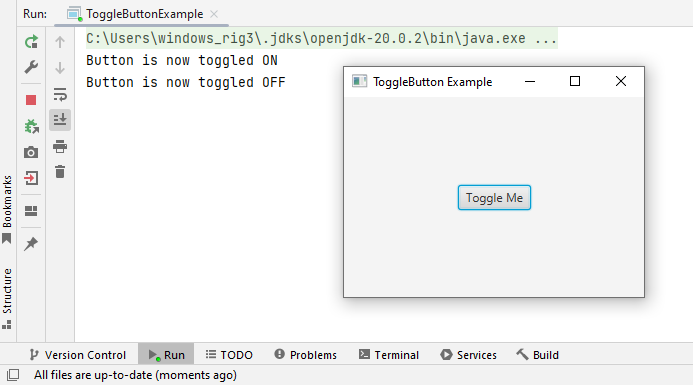 Run: ToggleButtonExample
C:\Users\windows_rig3\.jdks\openjdk-20.0.2\bin\java.exe ...
Button is now toggled ON
Button is now toggled OFF
ToggleButton Example
Toggle Me
Bookmarks
Structure
Version Control Run TODO Problems Terminal Services Build
All files are up-to-date (moments ago)